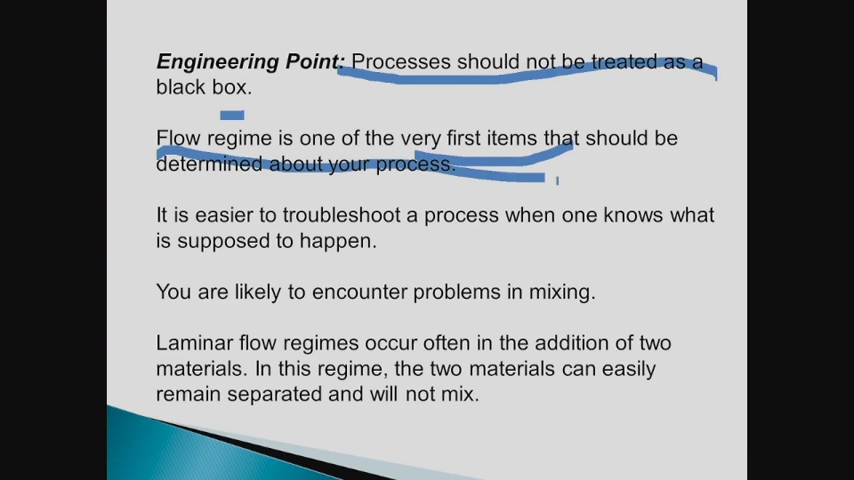 Engineering Point: Processes should not be treated as a
black box.
Flow regime is one of the very first items that should be
determined about your process.
It is easier to troubleshoot a process when one knows what
is supposed to happen.
You are likely to encounter problems in mixing.
Laminar flow regimes occur often in the addition of two
materials. In this regime, the two materials can easily
remain separated and will not mix.